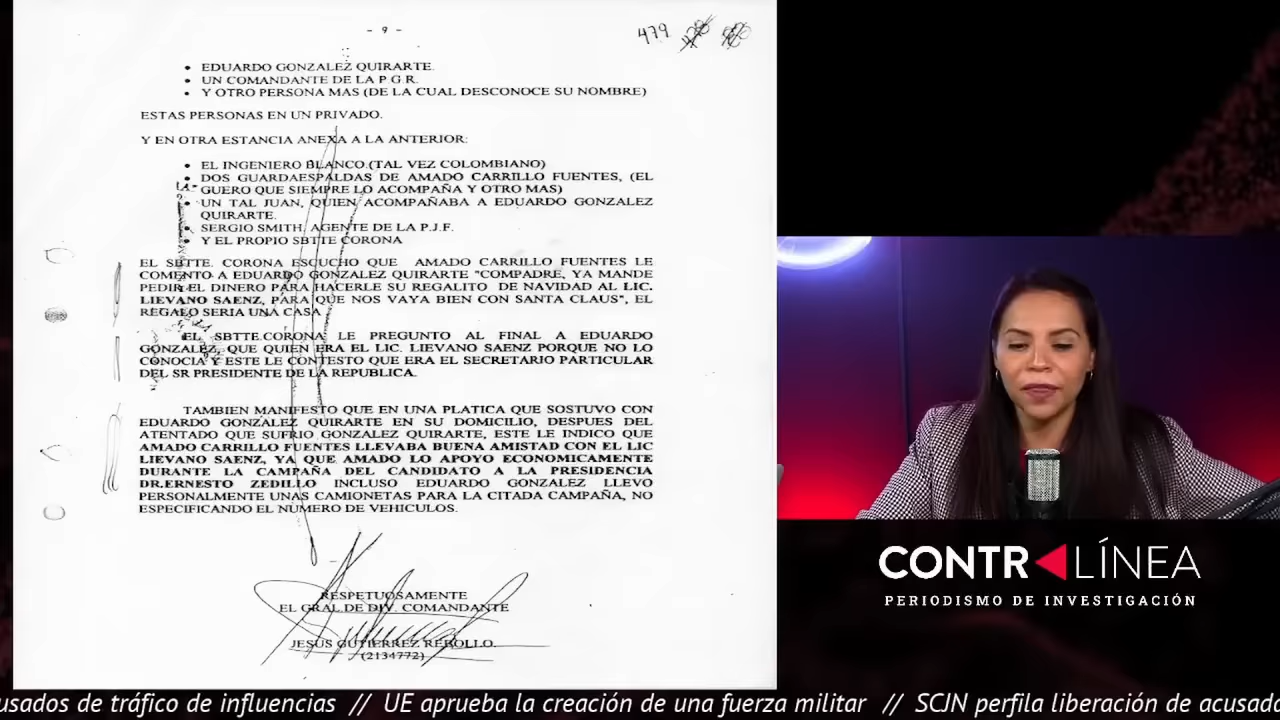 - 9 -
479
• EDUARDO GONZALEZ QUIRARTE.
• UN COMANDANTE DE LA P G.R.
• Y OTRO PERSONA MAS (DE LA CUAL DESCONOCE SU NOMBRE)
ESTAS PERSONAS EN UN PRIVADO.
Y EN OTRA ESTANCIA ANEXA A LA ANTERIOR:
• EL INGENIERO BLANCO (TAL VEZ COLOMBIANO)
• DOS GUARDAESPALDAS DE AMADO CARRILLO FUENTES, (EL
GUERO QUE SIEMPRE LO ACOMPAÑA Y OTRO MAS)
• UN TAL JUAN, QUIEN ACOMPAÑABA A EDUARDO GONZALEZ
QUIRARTE.
• SERGIO SMITH, AGENTE DE LA P.J.F.
• Y EL PROPIO SBTTE CORONA
EL SBTTE. CORONA ESCUCHO QUE AMADO CARRILLO FUENTES LE
COMENTO A EDUARDO GONZALEZ QUIRARTE "COMPADRE, YA MANDE
PEDIR EL DINERO PARA HACERLE SU REGALITO DE NAVIDAD AL LIC.
LIEVANO SAENZ, PARA QUE NOS VAYA BIEN CON SANTA CLAUS", EL
REGALO SERIA UNA CASA
EL SBTTE.CORONA LE PREGUNTO AL FINAL A EDUARDO
GONZALEZ, QUE QUIEN ERA EL LIC. LIEVANO SAENZ PORQUE NO LO
CONOCIA Y ESTE LE CONTESTO QUE ERA EL SECRETARIO PARTICULAR
DEL SR PRESIDENTE DE LA REPUBLICA.
TAMBIEN MANIFESTO QUE EN UNA PLATICA QUE SOSTUVO CON
EDUARDO GONZALEZ QUIRARTE EN SU DOMICILIO, DESPUES DEL
ATENTADO QUE SUFRIO GONZALEZ QUIRARTE, ESTE LE INDICO QUE
AMADO CARRILLO FUENTES LLEVABA BUENA AMISTAD CON EL LIC
LIEVANO SAENZ, YA QUE AMADO LO APOYO ECONOMICAMENTE
DURANTE LA CAMPAÑA DEL CANDIDATO A LA PRESIDENCIA
DR.ERNESTO ZEDILLO INCLUSO EDUARDO GONZALEZ LLEVO
PERSONALMENTE UNAS CAMIONETAS PARA LA CITADA CAMPAÑA, NO
ESPECIFICANDO EL NUMERO DE VEHICULOS.
RESPETUOSAMENTE
EL GRAL.DE DIV. COMANDANTE
JESUS GUTIERREZ REBOLLO.
(2134772)
CONTRALÍNEA
PERIODISMO DE INVESTIGACIÓN
usados de tráfico de influencias // UE aprueba la creación de una fuerza militar // SCJN perfila liberación de acusado